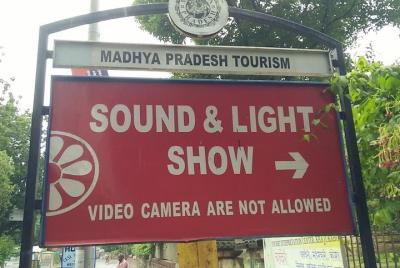 MADHYA PRADESH TOURISM
SOUND & LIGHT
SHOW
VIDEO CAMERA ARE NOT ALLOWED